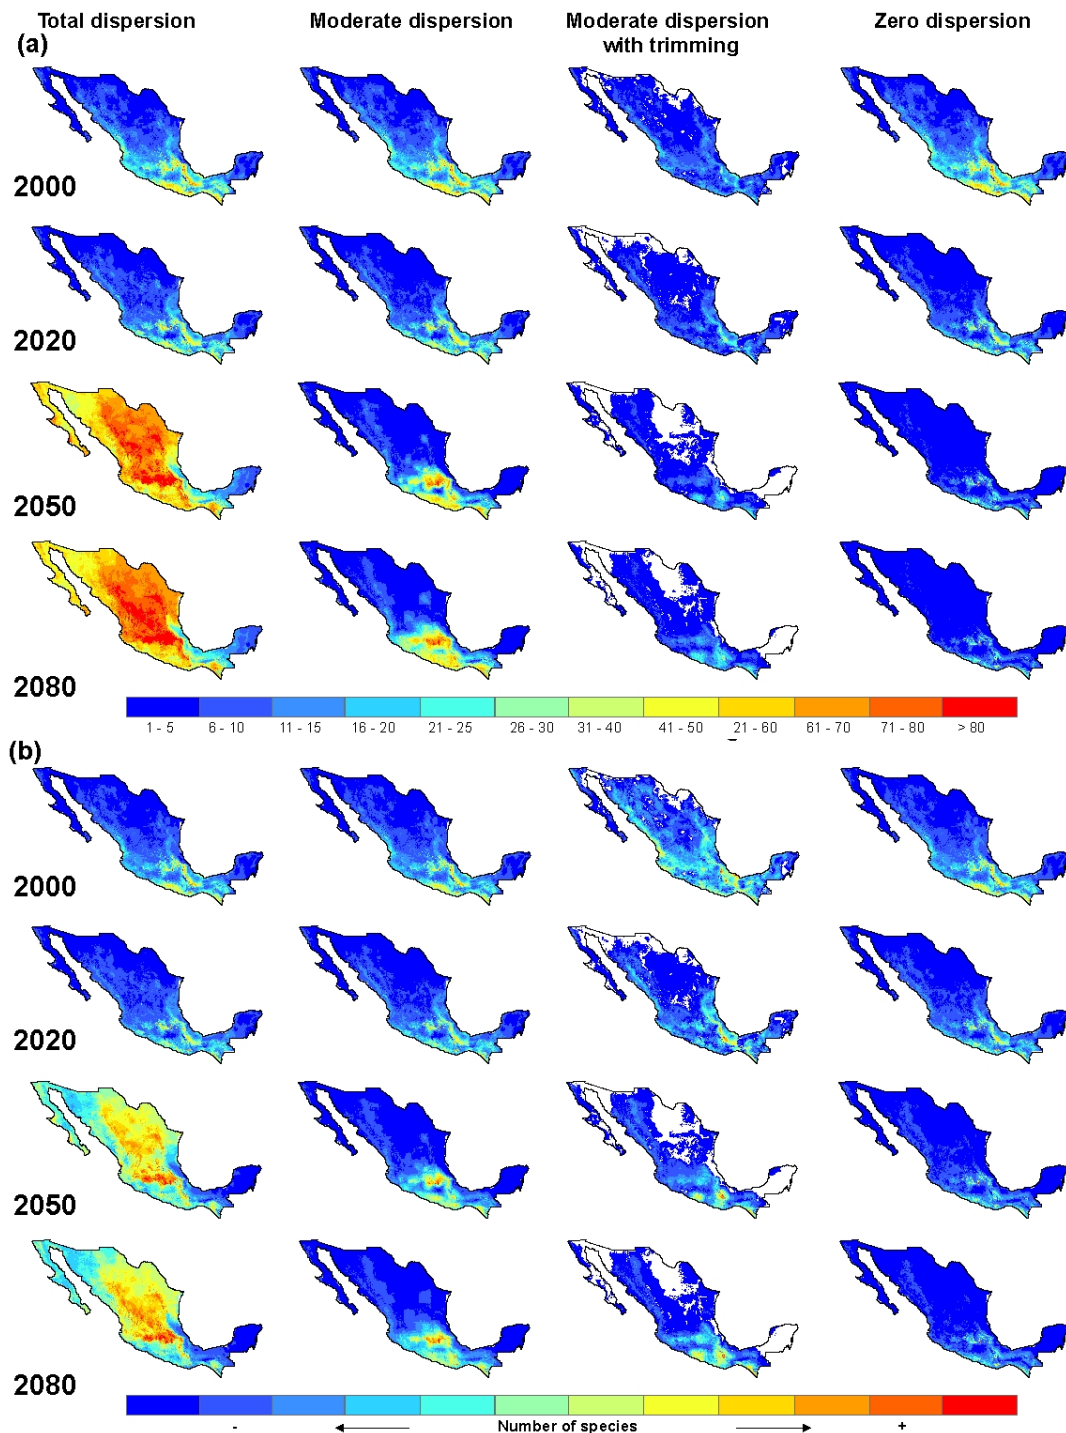 Total dispersion Moderate dispersion Moderate dispersion Zero dispersion
with trimming
(a)
2000
2020
2050
2080
1 - 5 6 - 10 11 - 15 16 - 20 21 - 25 26 - 30 31 - 40 41 - 50 21 - 60 61 - 70 71 - 80 > 80
(b)
2000
2020
2050
2080
- Number of species +